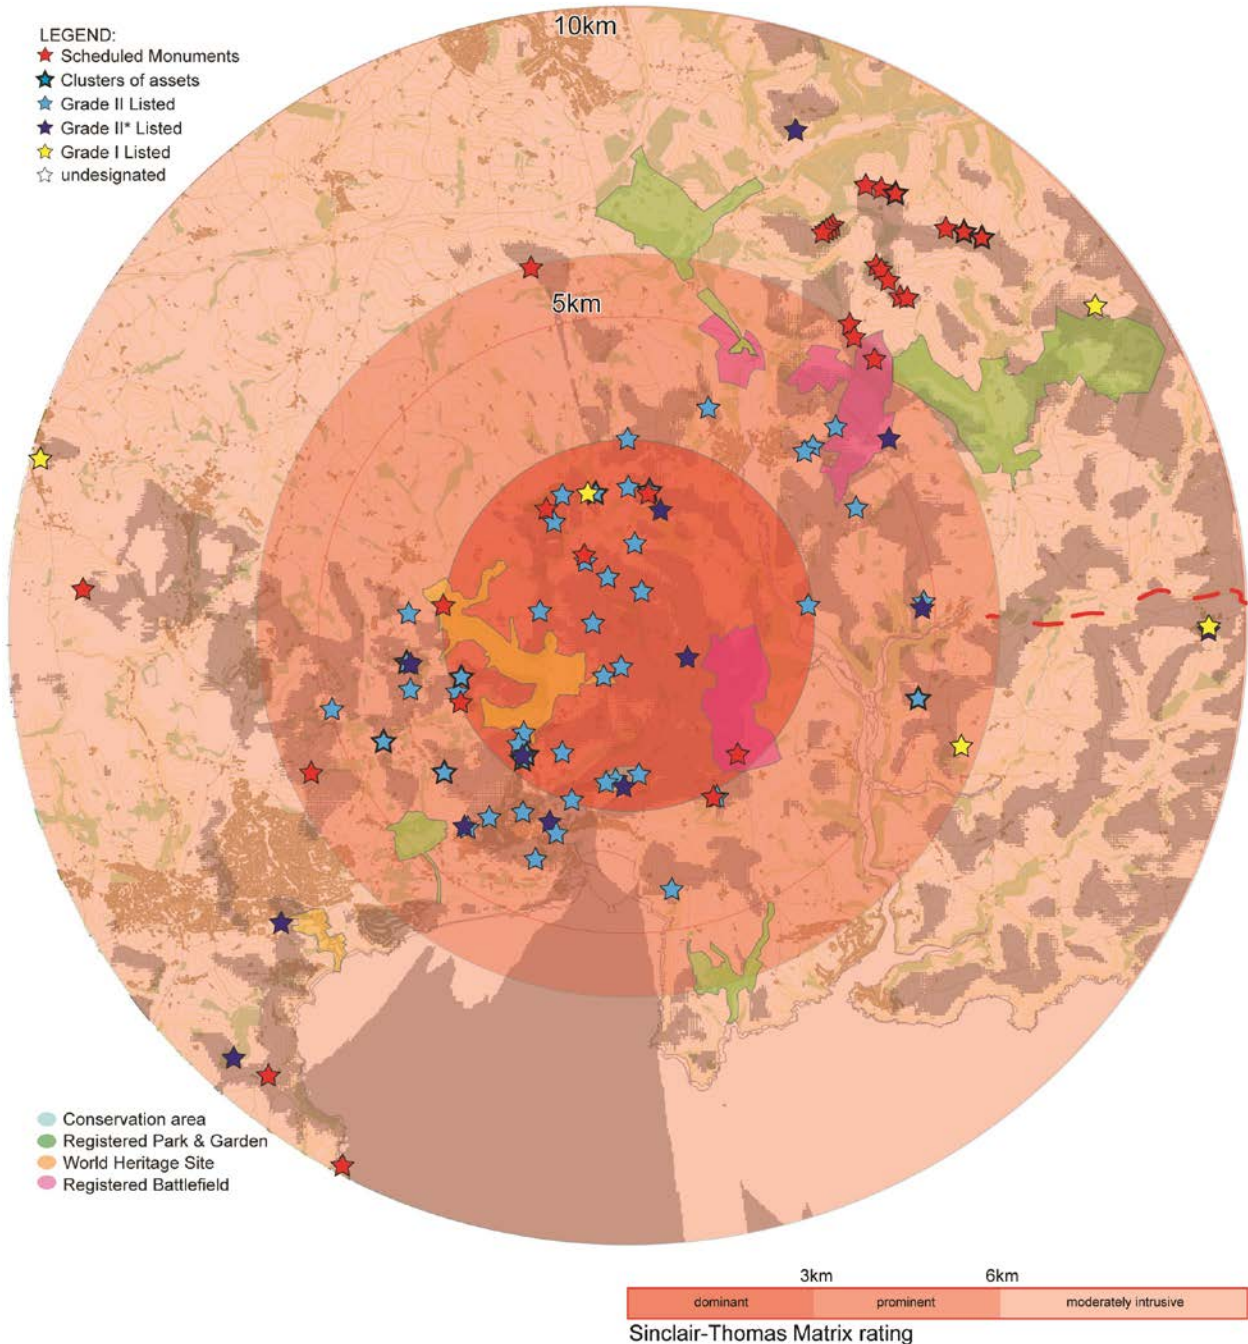 10km
LEGEND:
Scheduled Monuments
Clusters of assets
Grade II Listed
Grade II* Listed
Grade I Listed
undesignated
5km
Conservation area
Registered Park & Garden
World Heritage Site
Registered Battlefield
3km 6km
dominant prominent moderately intrusive
Sinclair-Thomas Matrix rating